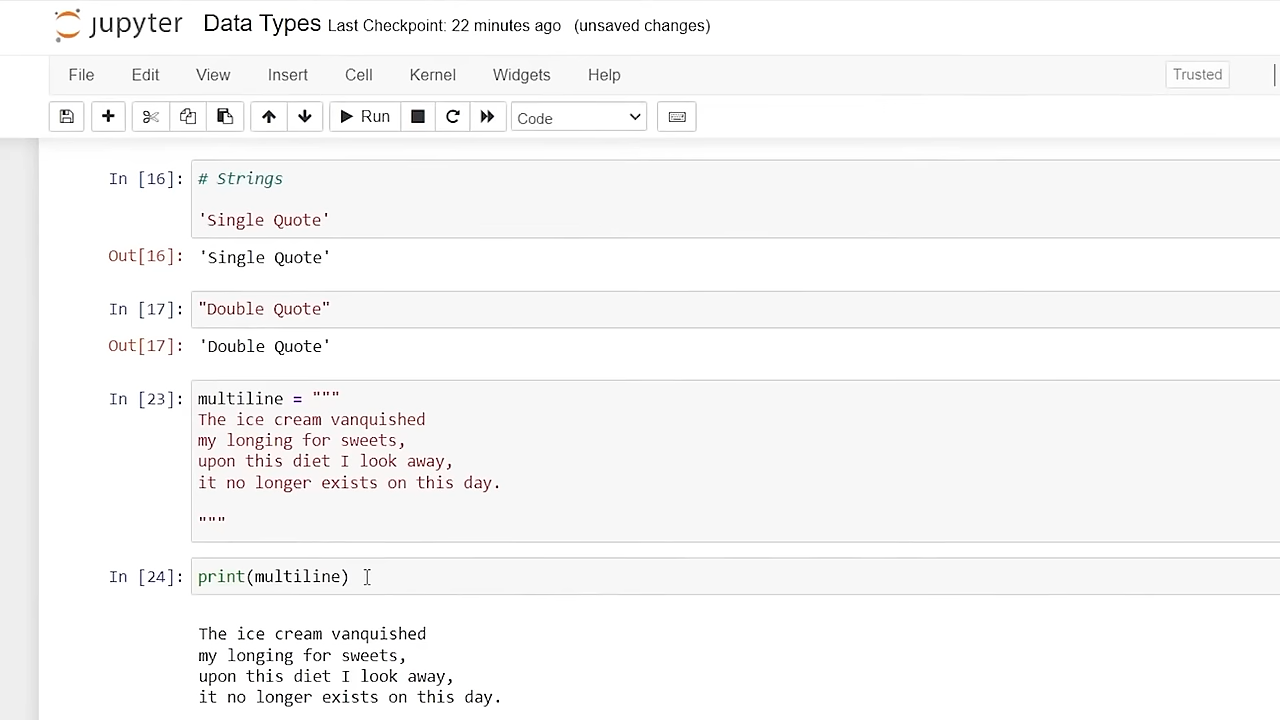 jupyter Data Types Last Checkpoint: 22 minutes ago (unsaved changes)
File Edit View Insert Cell Kernel Widgets Help Trusted
Run Code
In [16]: # Strings
'Single Quote'
Out[16]: 'Single Quote'
In [17]: "Double Quote"
Out[17]: 'Double Quote'
In [23]: multiline = """
The ice cream vanquished
my longing for sweets,
upon this diet I look away,
it no longer exists on this day.
"""
In [24]: print(multiline)
The ice cream vanquished
my longing for sweets,
upon this diet I look away,
it no longer exists on this day.